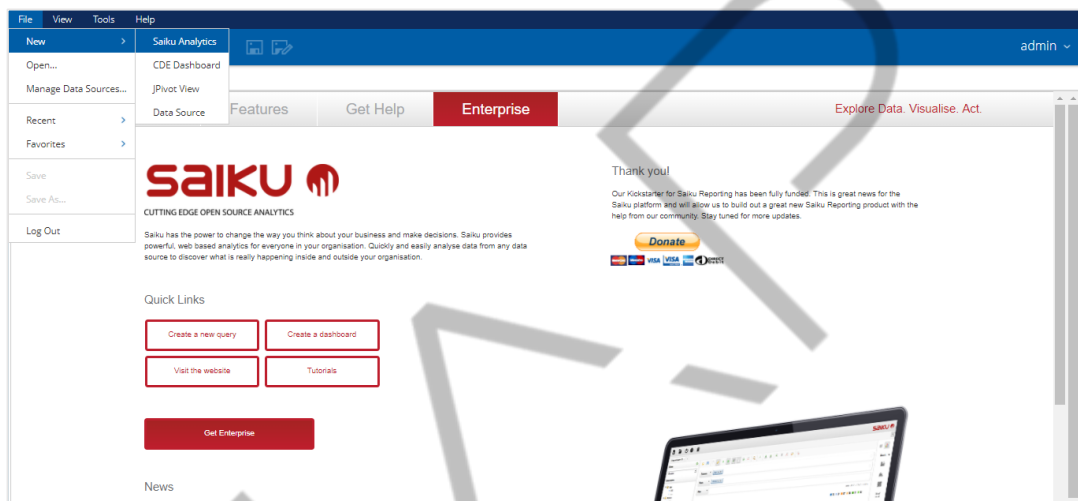 File View Tools Help
New
Saiku Analytics
admin
Open...
CDE Dashboard
Manage Data Sources...
JPivot View
Data Source
Recent
Favorites
Save
Save As...
Log Out
Features Get Help Enterprise
Explore Data. Visualise. Act.
saiku
CUTTING EDGE OPEN SOURCE ANALYTICS
Saiku has the power to change the way you think about your business and make decisions. Saiku provides
powerful, web based analytics for everyone in your organisation. Quickly and easily analyse data from any data
source to discover what is really happening inside and outside your organisation.
Thank you!
Our Kickstarter for Saiku Reporting has been fully funded. This is great news for the
Saiku platform and will allow us to build out a great new Saiku Reporting product with the
help from our community. Stay tuned for more updates.
Donate
VISA VISA
Quick Links
Create a new query
Create a dashboard
Visit the website
Tutorials
Get Enterprise
News
saiku